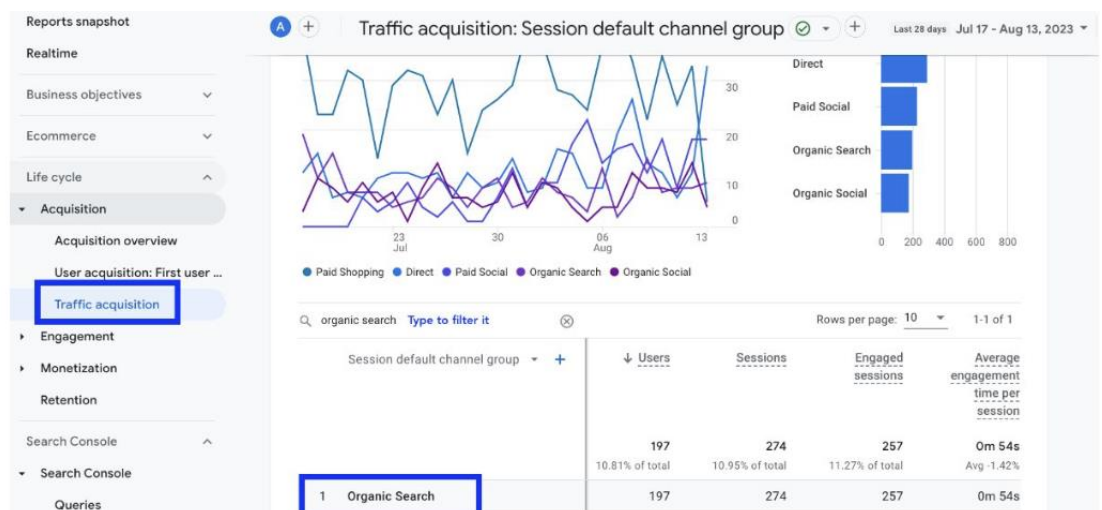 Reports snapshot
Realtime
Business objectives
Ecommerce
Life cycle
Acquisition
Acquisition overview
User acquisition: First user ...
Traffic acquisition
Engagement
Monetization
Retention
Search Console
Search Console
Queries
A
Traffic acquisition: Session default channel group
Last 28 days Jul 17 - Aug 13, 2023
30
20
10
0
23
Jul
30
06
Aug
13
Paid Shopping Direct Paid Social Organic Search Organic Social
Direct
Paid Social
Organic Search
Organic Social
0 200 400 600 800
organic search Type to filter it
Rows per page: 10 1-1 of 1
Session default channel group + ↓ Users Sessions Engaged sessions Average engagement time per session
197 274 257 0m 54s
10.81% of total 10.95% of total 11.27% of total Avg -1.42%
1 Organic Search 197 274 257 0m 54s